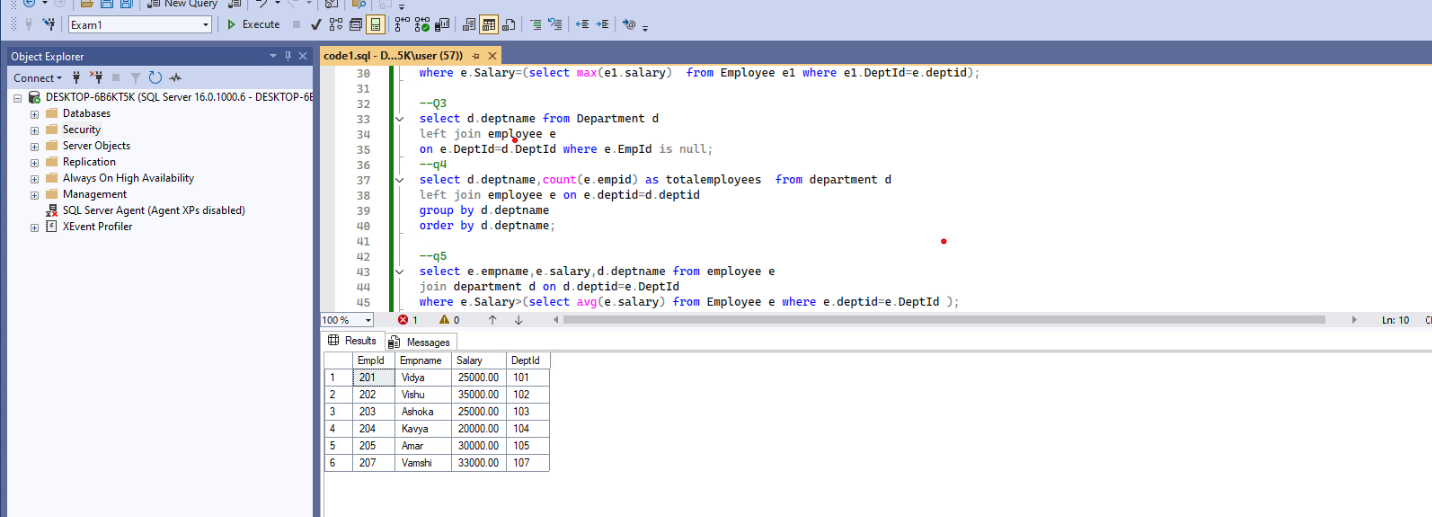 New Query
Exam1
Execute
Object Explorer
Connect
DESKTOP-6B6KT5K (SQL Server 16.0.1000.6 - DESKTOP-6B
Databases
Security
Server Objects
Replication
Always On High Availability
Management
SQL Server Agent (Agent XPs disabled)
XEvent Profiler
code1.sql - D...5K\user (57))
30 where e.Salary=(select max(e1.salary)  from Employee e1 where e1.DeptId=e.deptid);
31
32 --Q3
33 select d.deptname from Department d
34 left join employee e
35 on e.DeptId=d.DeptId where e.EmpId is null;
36 --q4
37 select d.deptname,count(e.empid) as totalemployees  from department d
38 left join employee e on e.deptid=d.deptid
39 group by d.deptname
40 order by d.deptname;
41
42 --q5
43 select e.empname,e.salary,d.deptname from employee e
44 join department d on d.deptid=e.DeptId
45 where e.Salary>(select avg(e.salary) from Employee e where e.deptid=e.DeptId );
100 % 1 0 Ln: 10
Results Messages
EmpId Empname Salary DeptId
1 201 Vidya 25000.00 101
2 202 Vishu 35000.00 102
3 203 Ashoka 25000.00 103
4 204 Kavya 20000.00 104
5 205 Amar 30000.00 105
6 207 Vamshi 33000.00 107